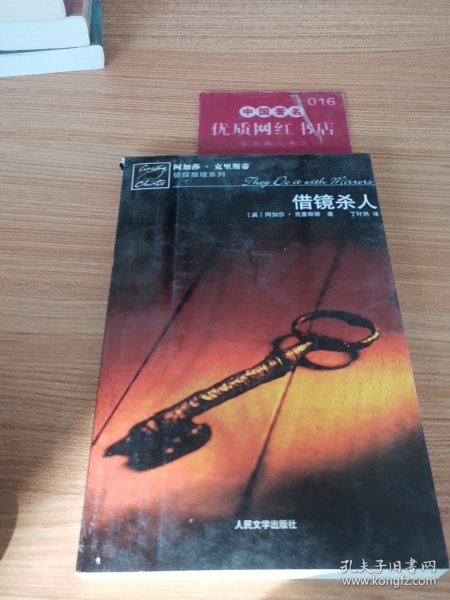 016
中国著名
优质网红书店
Agatha
Christie
阿加莎·克里斯蒂
侦探推理系列
They Do it with Mirrors
借镜杀人
［英］阿加莎·克里斯蒂 著 丁叶然 译
人民文学出版社
孔夫子旧书网
www.kongfz.com